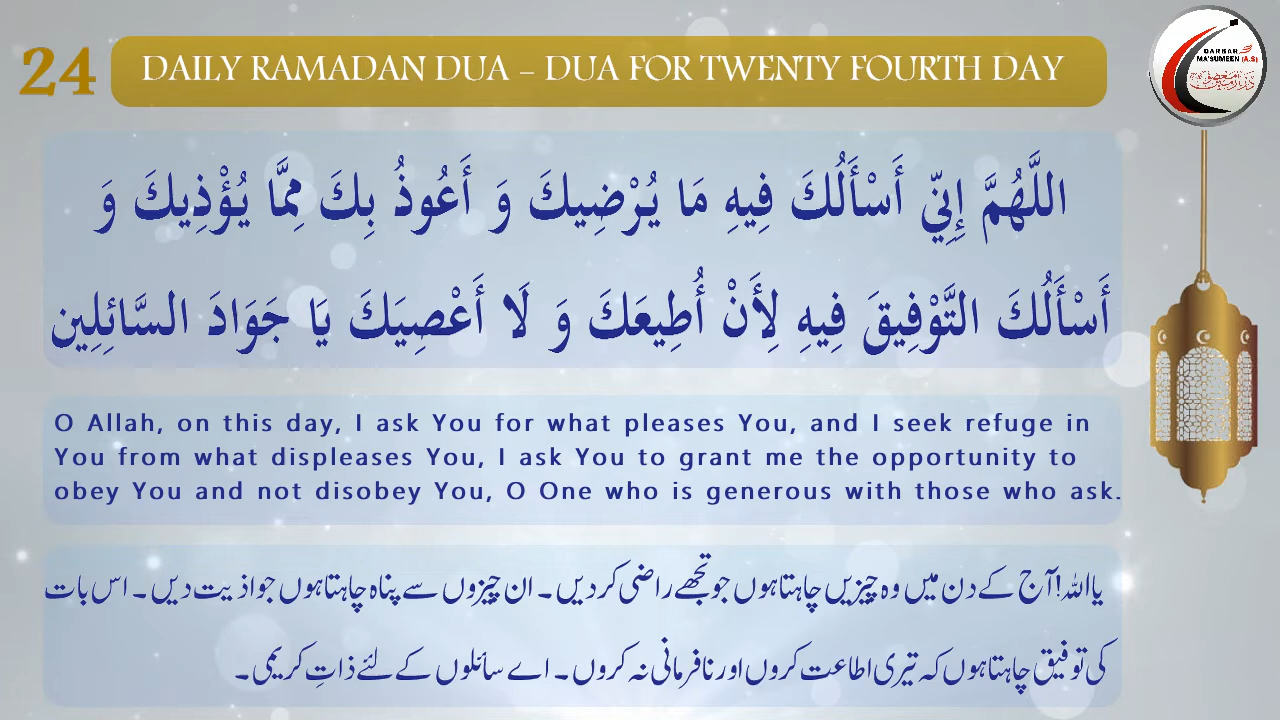 24
DAILY RAMADAN DUA – DUA FOR TWENTY FOURTH DAY
DARBAR
MA'SUMEEN (A.S)
اللَّهُمَّ إِنِّي أَسْأَلُكَ فِيهِ مَا يُرْضِيكَ وَ أَعُوذُ بِكَ مِمَّا يُؤْذِيكَ وَ
أَسْأَلُكَ التَّوْفِيقَ فِيهِ لِأَنْ أُطِيعَكَ وَ لَا أَعْصِيَكَ يَا جَوَادَ السَّائِلِين
O Allah, on this day, I ask You for what pleases You, and I seek refuge in
You from what displeases You, I ask You to grant me the opportunity to
obey You and not disobey You, O One who is generous with those who ask.
یااللہ! آج کے دن میں وہ چیزیں چاہتا ہوں جو تجھے راضی کر دیں۔ ان چیزوں سے پناہ چاہتا ہوں جو اذیت دیں۔ اس بات
کی توفیق چاہتا ہوں کہ تیری اطاعت کروں اور نافرمانی نہ کروں۔ اے سائلوں کے لئے ذاتِ کریمی۔